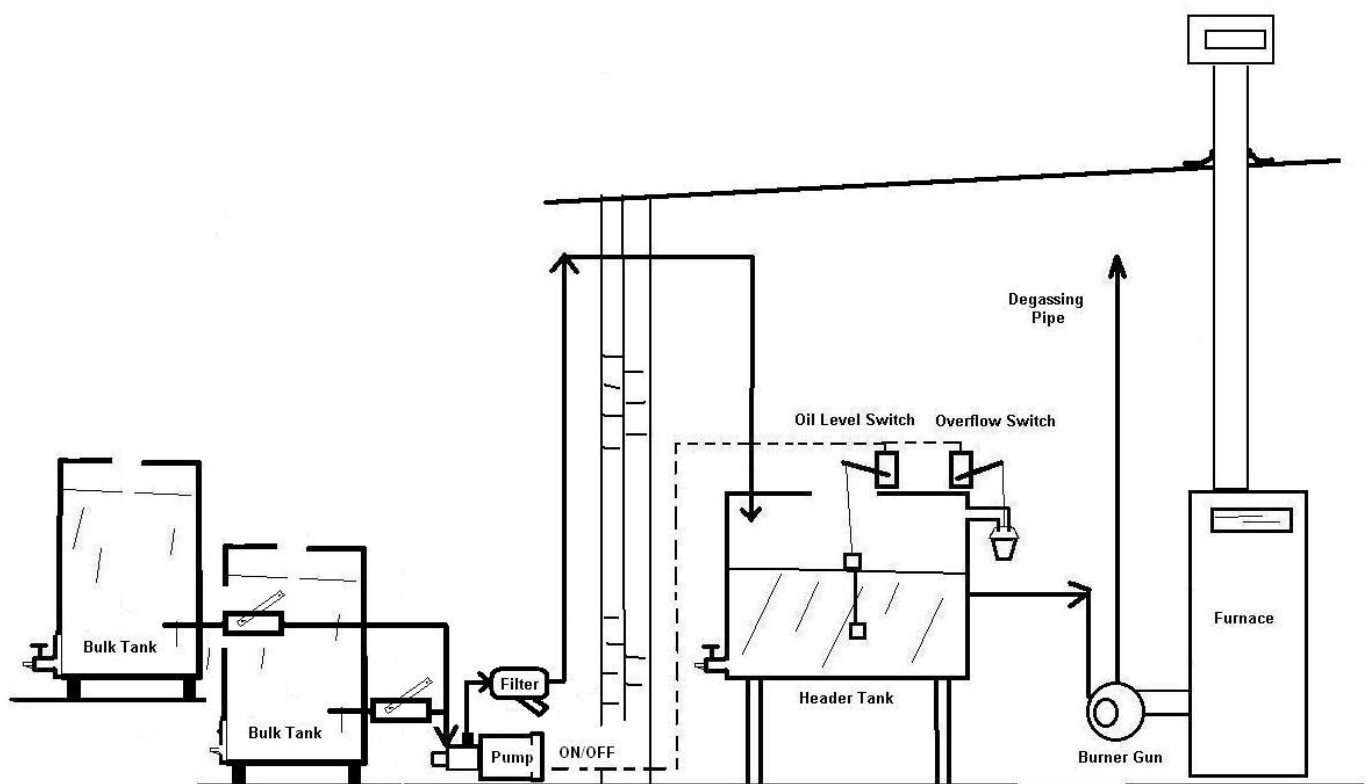 Degassing
Pipe
Oil Level Switch
Overflow Switch
Bulk Tank
Furnace
Filter
Header Tank
Bulk Tank
Pump
ON/OFF
Burner Gun